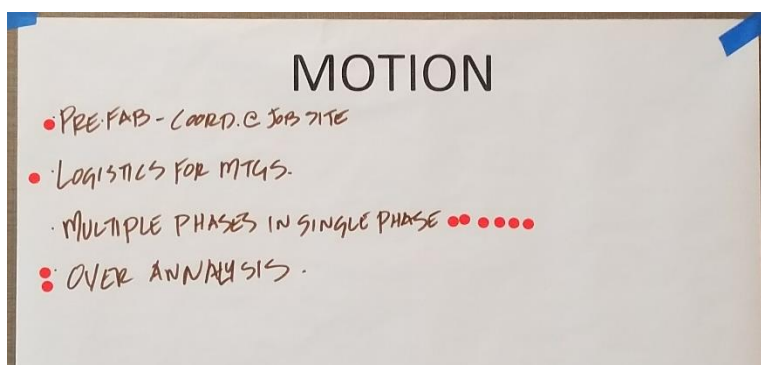 MOTION
PRE-FAB - COORD. @ JOB SITE
· LOGISTICS FOR MTGS.
· MULTIPLE PHASES IN SINGLE PHASE
· OVER ANNALYSIS.